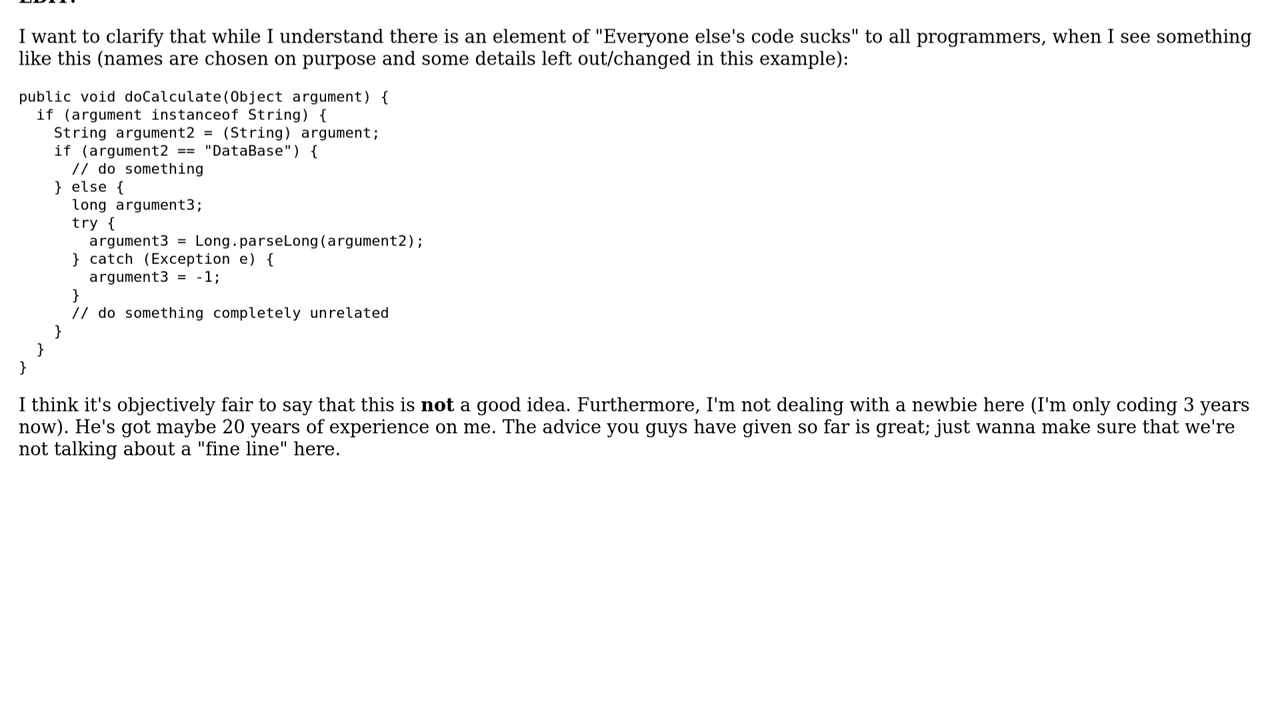 EDIT:
I want to clarify that while I understand there is an element of "Everyone else's code sucks" to all programmers, when I see something
like this (names are chosen on purpose and some details left out/changed in this example):
public void doCalculate(Object argument) {
  if (argument instanceof String) {
    String argument2 = (String) argument;
    if (argument2 == "DataBase") {
      // do something
    } else {
      long argument3;
      try {
        argument3 = Long.parseLong(argument2);
      } catch (Exception e) {
        argument3 = -1;
      }
      // do something completely unrelated
    }
  }
}
I think it's objectively fair to say that this is not a good idea. Furthermore, I'm not dealing with a newbie here (I'm only coding 3 years
now). He's got maybe 20 years of experience on me. The advice you guys have given so far is great; just wanna make sure that we're
not talking about a "fine line" here.